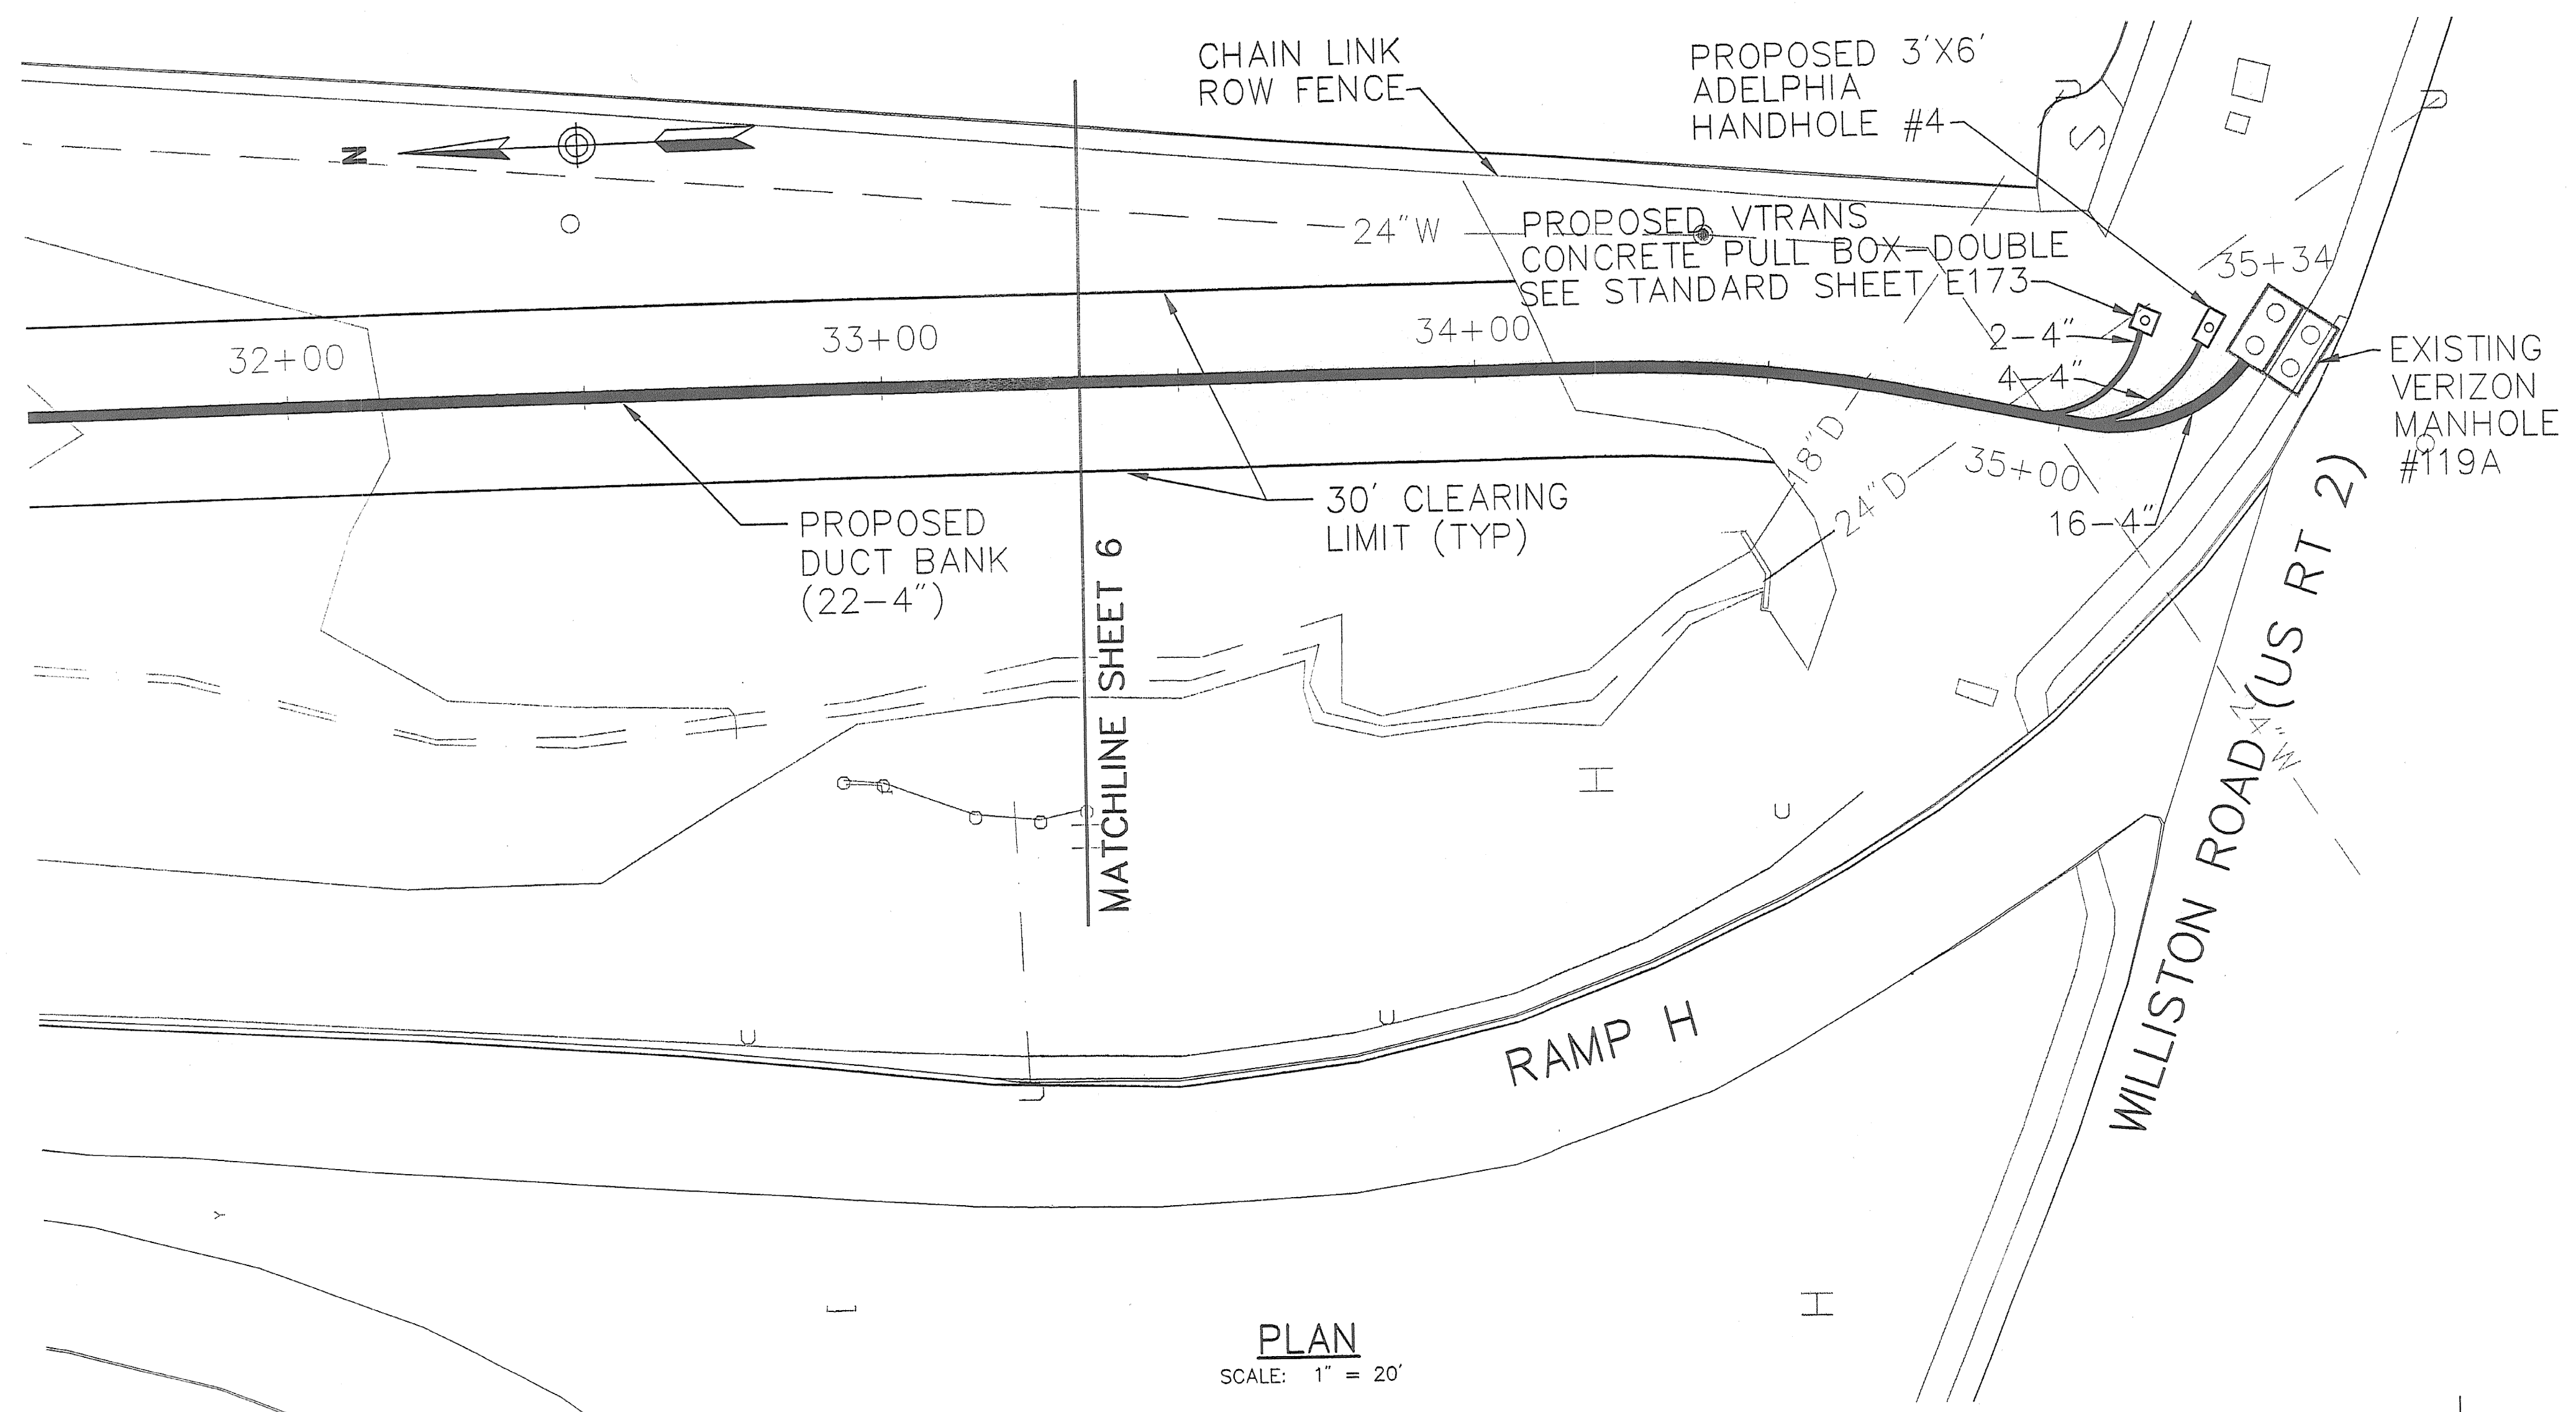 CHAIN LINK
ROW FENCE
PROPOSED 3'X6'
ADELPHIA
HANDHOLE #4
N
S
24"W
PROPOSED VTRANS
CONCRETE PULL BOX-DOUBLE
SEE STANDARD SHEET E173
35+34
32+00
33+00
34+00
2-4"
4-4"
EXISTING
VERIZON
MANHOLE
#119A
18"D
24"D
35+00
16-4"
PROPOSED
DUCT BANK
(22-4")
30' CLEARING
LIMIT (TYP)
MATCHLINE SHEET 6
WILLISTON ROAD (US RT 2)
24"W
RAMP H
PLAN
SCALE: 1" = 20'